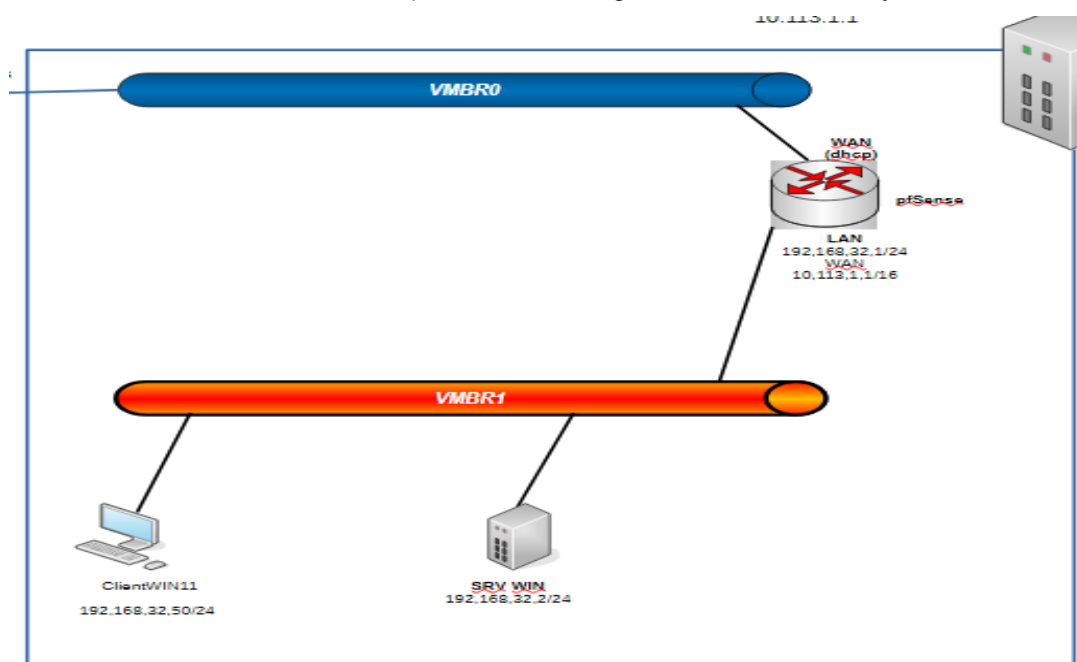 10.113.1.1
VMBR0
WAN
(dhcp)
pfSense
LAN
192,168,32,1/24
WAN
10,113,1,1/16
VMBR1
ClientWIN11
192,168,32,50/24
SRV WIN
192,168,32,2/24